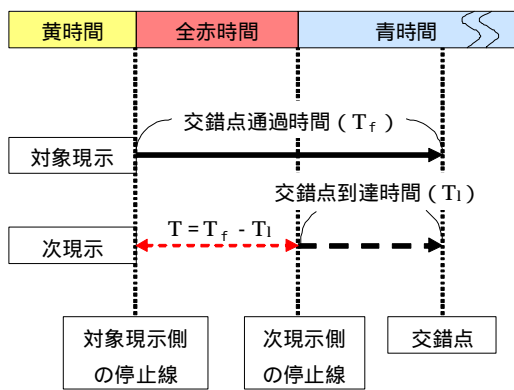 黄時間 全赤時間 青時間
交錯点通過時間（Tf）
対象現示
交錯点到達時間（Tl）
T = Tf - Tl
次現示
対象現示側
の停止線
次現示側
の停止線
交錯点